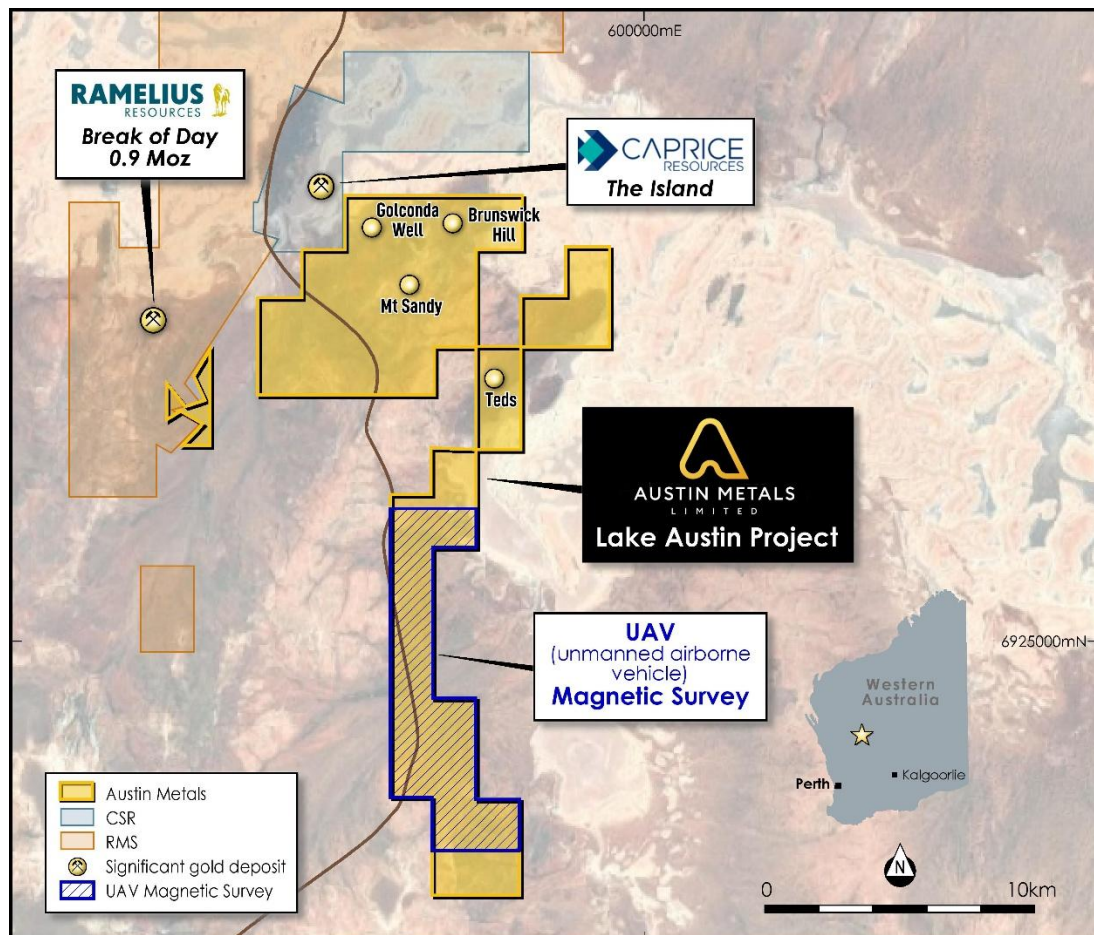 600000mE
RAMELIUS
RESOURCES
Break of Day
0.9 Moz
CAPRICE
RESOURCES
The Island
Golconda
Well
Brunswick
Hill
Mt Sandy
Teds
AUSTIN METALS
LIMITED
Lake Austin Project
UAV
(unmanned airborne
vehicle)
Magnetic Survey
6925000mN
Western
Australia
Kalgoorlie
Perth
Austin Metals
CSR
RMS
Significant gold deposit
UAV Magnetic Survey
N
0
10km